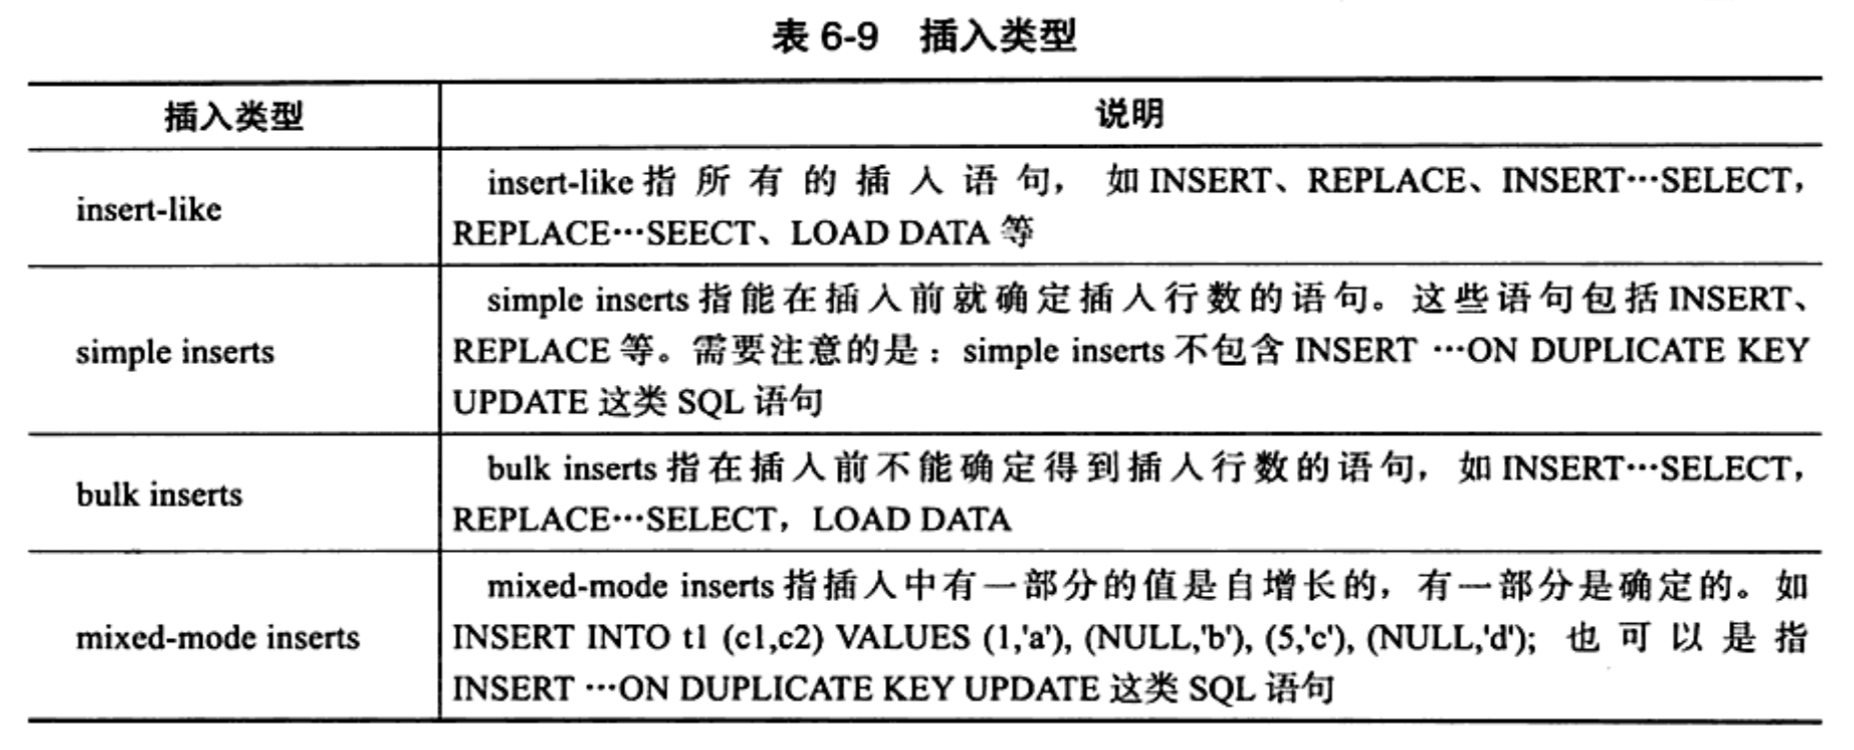 表 6-9 插入类型
插入类型
说明
insert-like
insert-like 指所有的插入语句, 如 INSERT、REPLACE、INSERT…SELECT,
REPLACE…SEECT、LOAD DATA 等
simple inserts
simple inserts 指能在插入前就确定插入行数的语句。这些语句包括 INSERT、
REPLACE 等。需要注意的是：simple inserts 不包含 INSERT …ON DUPLICATE KEY
UPDATE 这类 SQL 语句
bulk inserts
bulk inserts 指在插入前不能确定得到插入行数的语句, 如 INSERT…SELECT,
REPLACE…SELECT, LOAD DATA
mixed-mode inserts
mixed-mode inserts 指插入中有一部分的值是自增长的, 有一部分是确定的。如
INSERT INTO t1 (c1,c2) VALUES (1,'a'), (NULL,'b'), (5,'c'), (NULL,'d'); 也可以是指
INSERT …ON DUPLICATE KEY UPDATE 这类 SQL 语句